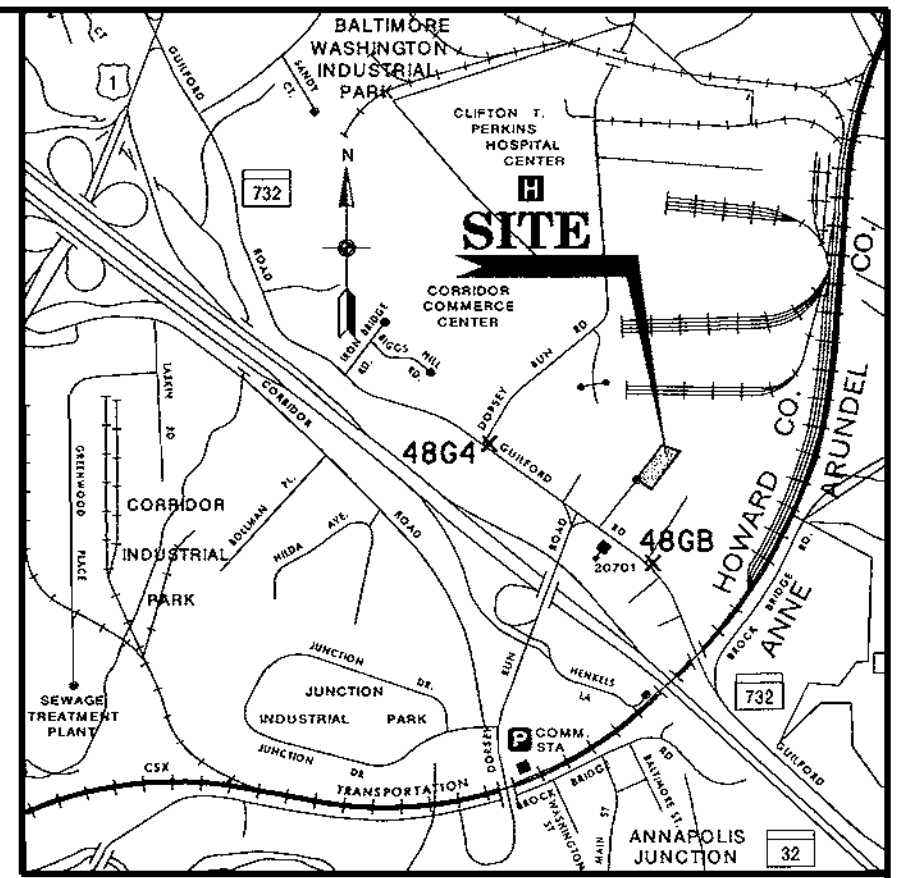 BALTIMORE
WASHINGTON
INDUSTRIAL
PARK
CT
1
GUILFORD
SANDY
CT.
CLIFTON T.
PERKINS
HOSPITAL
CENTER
H
N
732
SITE
ROAD
CORRIDOR
COMMERCE
CENTER
CO.
IRON BRIDGE
RD.
RIGGS HILL
RD.
DORSEY RUN RD
LASKIN RD
CORRIDOR
ROAD
48G4
GUILFORD
RD
CO.
HOWARD
ARUNDEL
ANNE
GREENWOOD PLACE
CORRIDOR
INDUSTRIAL
PARK
BOLLMAN PL.
HILDA AVE.
ROAD
48GB
20701
BROCK BRIDGE RD.
SEWAGE
TREATMENT
PLANT
JUNCTION DR.
JUNCTION
INDUSTRIAL PARK
JUNCTION DR
DORSEY
RUN
HENKELS
LA
732
GUILFORD
P
COMM.
STA
CSX
TRANSPORTATION
BROCK BRIDGE
RD
WASHINGTON
ST
MAIN ST
BALTIMORE ST.
ANNAPOLIS
JUNCTION
32